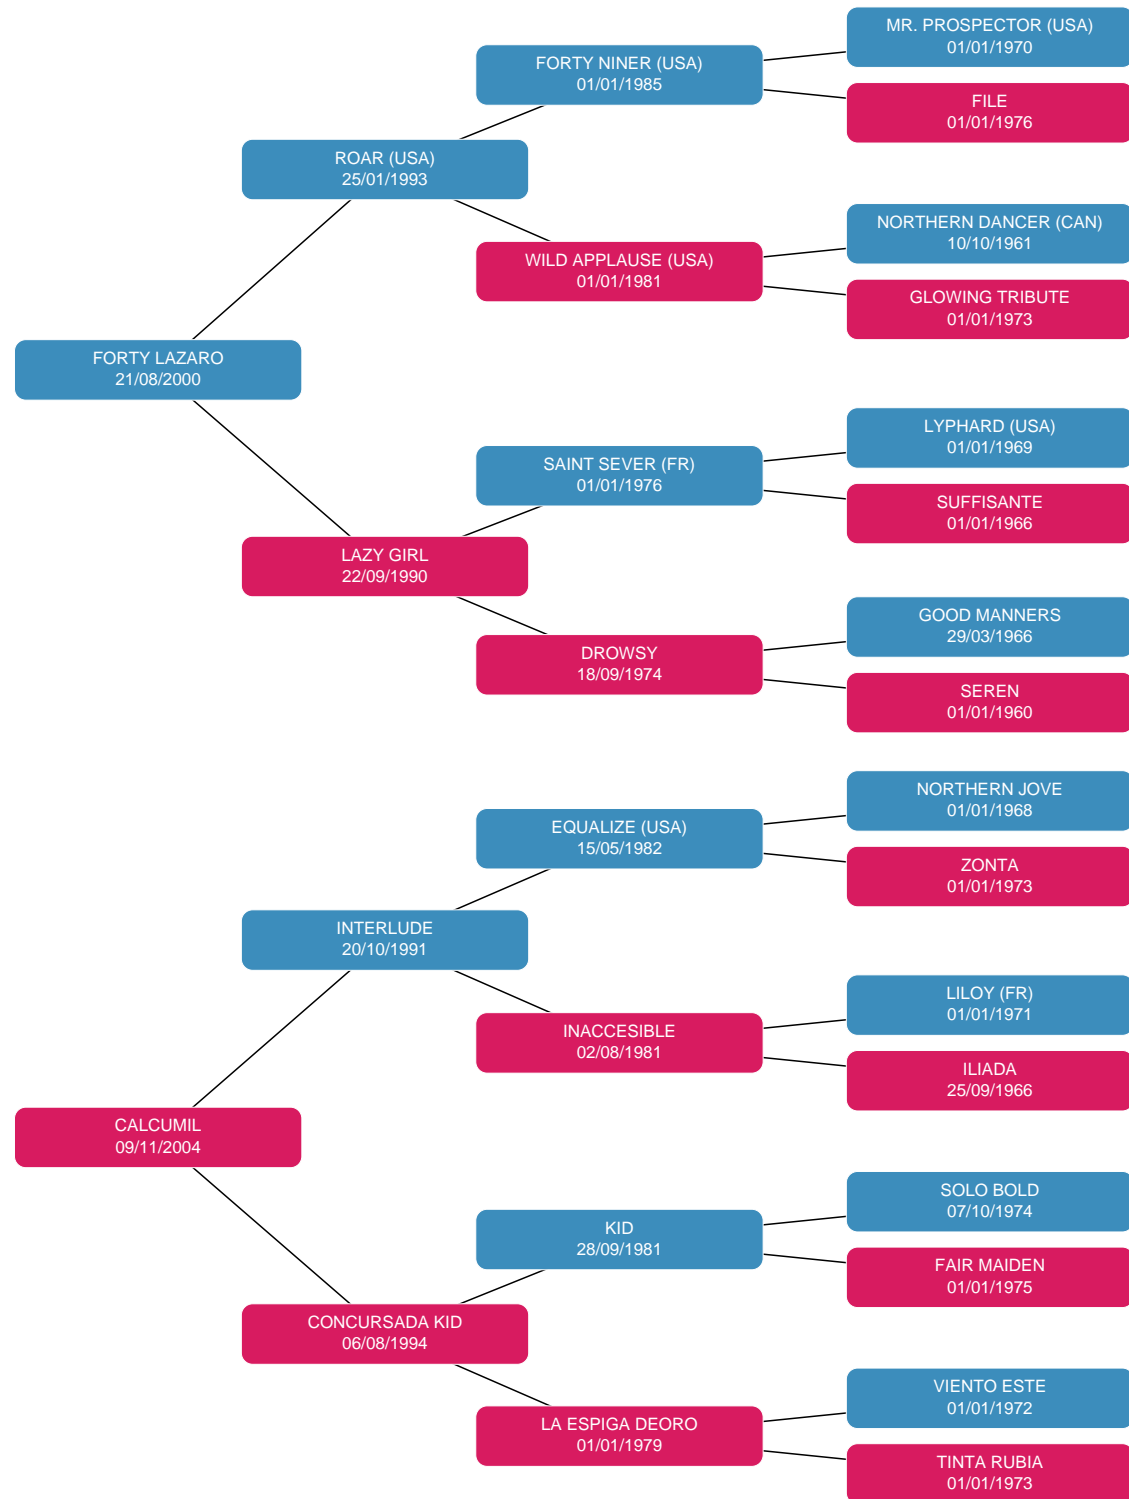 MR. PROSPECTOR (USA)
01/01/1970
FORTY NINER (USA)
01/01/1985
FILE
01/01/1976
ROAR (USA)
25/01/1993
NORTHERN DANCER (CAN)
10/10/1961
WILD APPLAUSE (USA)
01/01/1981
GLOWING TRIBUTE
01/01/1973
FORTY LAZARO
21/08/2000
LYPHARD (USA)
01/01/1969
SAINT SEVER (FR)
01/01/1976
SUFFISANTE
01/01/1966
LAZY GIRL
22/09/1990
GOOD MANNERS
29/03/1966
DROWSY
18/09/1974
SEREN
01/01/1960
NORTHERN JOVE
01/01/1968
EQUALIZE (USA)
15/05/1982
ZONTA
01/01/1973
INTERLUDE
20/10/1991
LILOY (FR)
01/01/1971
INACCESIBLE
02/08/1981
ILIADA
25/09/1966
CALCUMIL
09/11/2004
SOLO BOLD
07/10/1974
KID
28/09/1981
FAIR MAIDEN
01/01/1975
CONCURSADA KID
06/08/1994
VIENTO ESTE
01/01/1972
LA ESPIGA DEORO
01/01/1979
TINTA RUBIA
01/01/1973